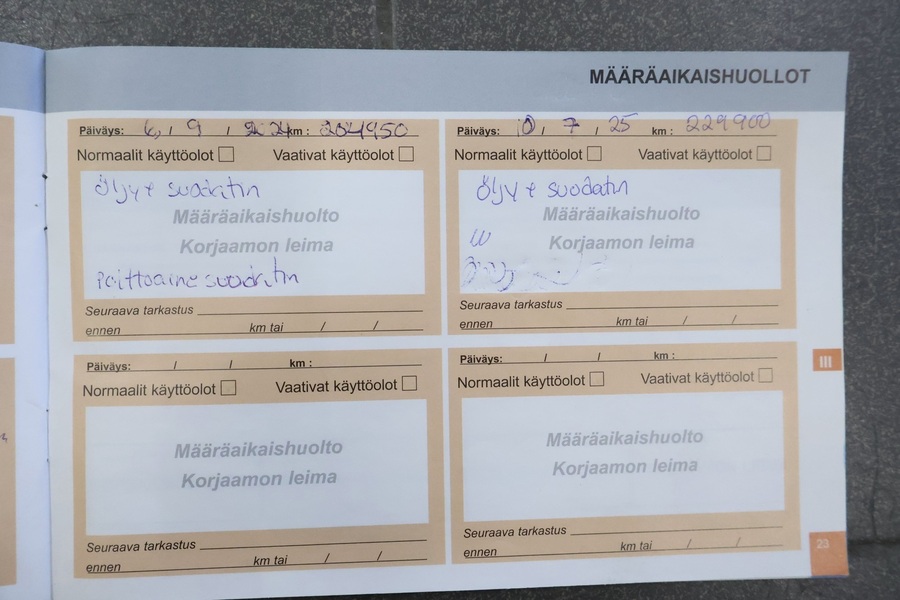 MÄÄRÄAIKAISHUOLLOT
Päiväys: 6, / 9 / 2024 km : 204950
Normaalit käyttöolot Vaativat käyttöolot
Öljy + suodatin
Määräaikaishuolto
Korjaamon leima
Polttoainesuodatin
Seuraava tarkastus
ennen km tai / /
Päiväys: 10 / 7 / 25 km : 229900
Normaalit käyttöolot Vaativat käyttöolot
Öljy + suodatin
Määräaikaishuolto
Korjaamon leima
Seuraava tarkastus
ennen km tai / /
Päiväys: / / km :
Normaalit käyttöolot Vaativat käyttöolot
Määräaikaishuolto
Korjaamon leima
Seuraava tarkastus
ennen km tai / /
Päiväys: / / km :
Normaalit käyttöolot Vaativat käyttöolot
Määräaikaishuolto
Korjaamon leima
Seuraava tarkastus
ennen km tai / /
III
23